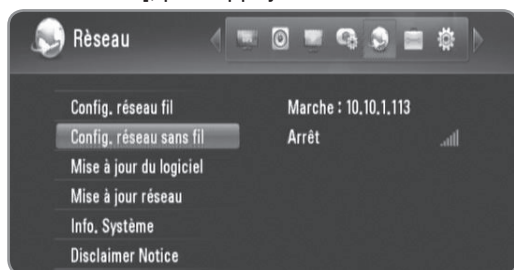 Rèseau
Config. réseau fil Marche : 10.10.1.113
Config. réseau sans fil Arrêt
Mise à jour du logiciel
Mise à jour réseau
Info. Système
Disclaimer Notice